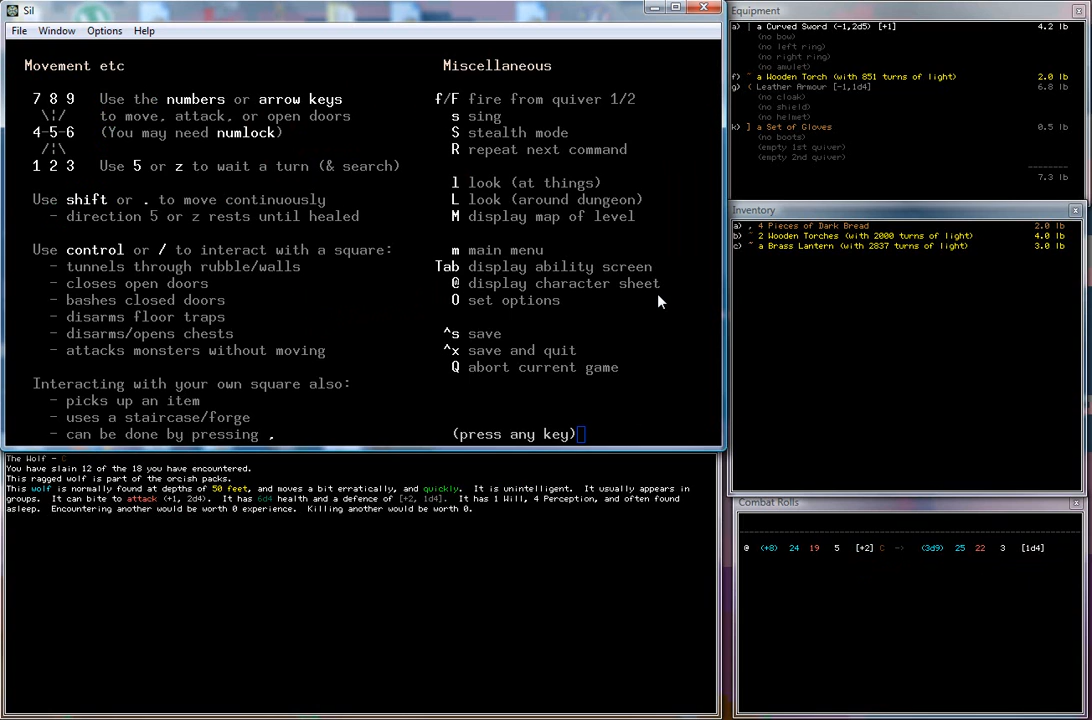 Sil
File Window Options Help
Movement etc
7 8 9 Use the numbers or arrow keys
\|/ to move, attack, or open doors
4-5-6 (You may need numlock)
/|\
1 2 3 Use 5 or z to wait a turn (& search)
Use shift or . to move continuously
- direction 5 or z rests until healed
Use control or / to interact with a square:
- tunnels through rubble/walls
- closes open doors
- bashes closed doors
- disarms floor traps
- disarms/opens chests
- attacks monsters without moving
Interacting with your own square also:
- picks up an item
- uses a staircase/forge
- can be done by pressing ,
Miscellaneous
f/F fire from quiver 1/2
s sing
S stealth mode
R repeat next command
l look (at things)
L look (around dungeon)
M display map of level
m main menu
Tab display ability screen
@ display character sheet
O set options
^s save
^x save and quit
Q abort current game
(press any key)
Equipment
a) | a Curved Sword (-1,2d5) [+1] 4.2 lb
(no bow)
(no left ring)
(no right ring)
(no amulet)
f) ~ a Wooden Torch (with 851 turns of light) 2.0 lb
g) ( Leather Armour [-1,1d4] 6.8 lb
(no cloak)
(no shield)
(no helmet)
k) ] a Set of Gloves 0.5 lb
(no boots)
(empty 1st quiver)
(empty 2nd quiver)
7.3 lb
Inventory
a) , 4 Pieces of Dark Bread 2.0 lb
b) ~ 2 Wooden Torches (with 2000 turns of light) 4.0 lb
c) ~ a Brass Lantern (with 2837 turns of light) 3.0 lb
The Wolf - C
You have slain 12 of the 18 you have encountered.
This ragged wolf is part of the orcish packs.
This wolf is normally found at depths of 50 feet, and moves a bit erratically, and quickly. It is unintelligent. It usually appears in
groups. It can bite to attack (+1, 2d4). It has 6d4 health and a defence of [+2, 1d4]. It has 1 Will, 4 Perception, and often found
asleep. Encountering another would be worth 0 experience. Killing another would be worth 0.
Combat Rolls
@ (+8) 24 19 5 [+2] C -> (3d9) 25 22 3 [1d4]